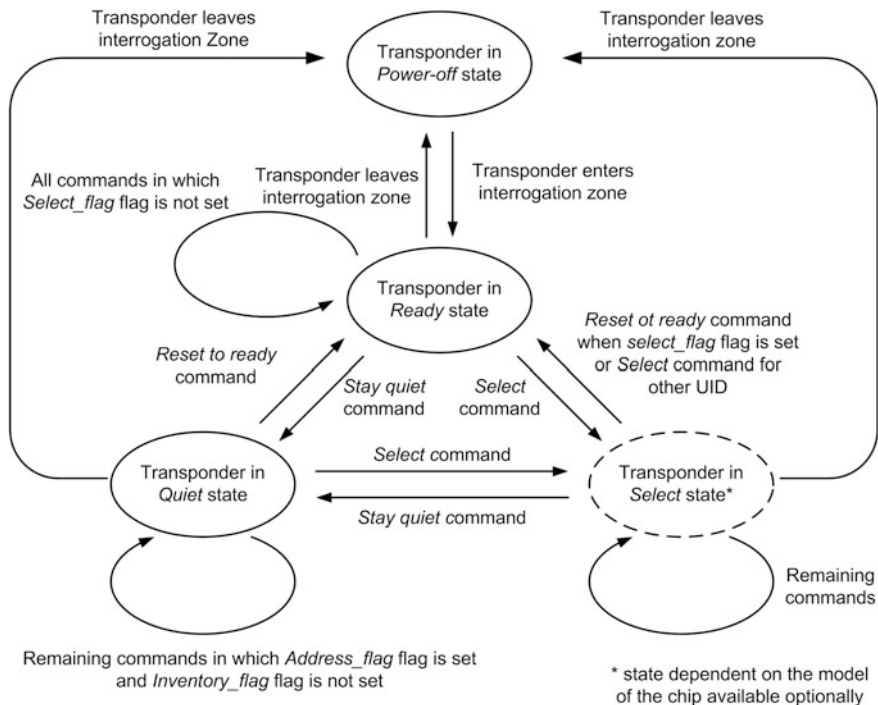 Transponder leaves
interrogation Zone
Transponder in
Power-off state
Transponder leaves
interrogation zone
All commands in which
Select_flag flag is not set
Transponder leaves
interrogation zone
Transponder enters
interrogation zone
Transponder in
Ready state
Reset to ready
command
Stay quiet
command
Select
command
Reset ot ready command
when select_flag flag is set
or Select command for
other UID
Transponder in
Quiet state
Select command
Stay quiet command
Transponder in
Select state*
Remaining
commands
Remaining commands in which Address_flag flag is set
and Inventory_flag flag is not set
* state dependent on the model
of the chip available optionally